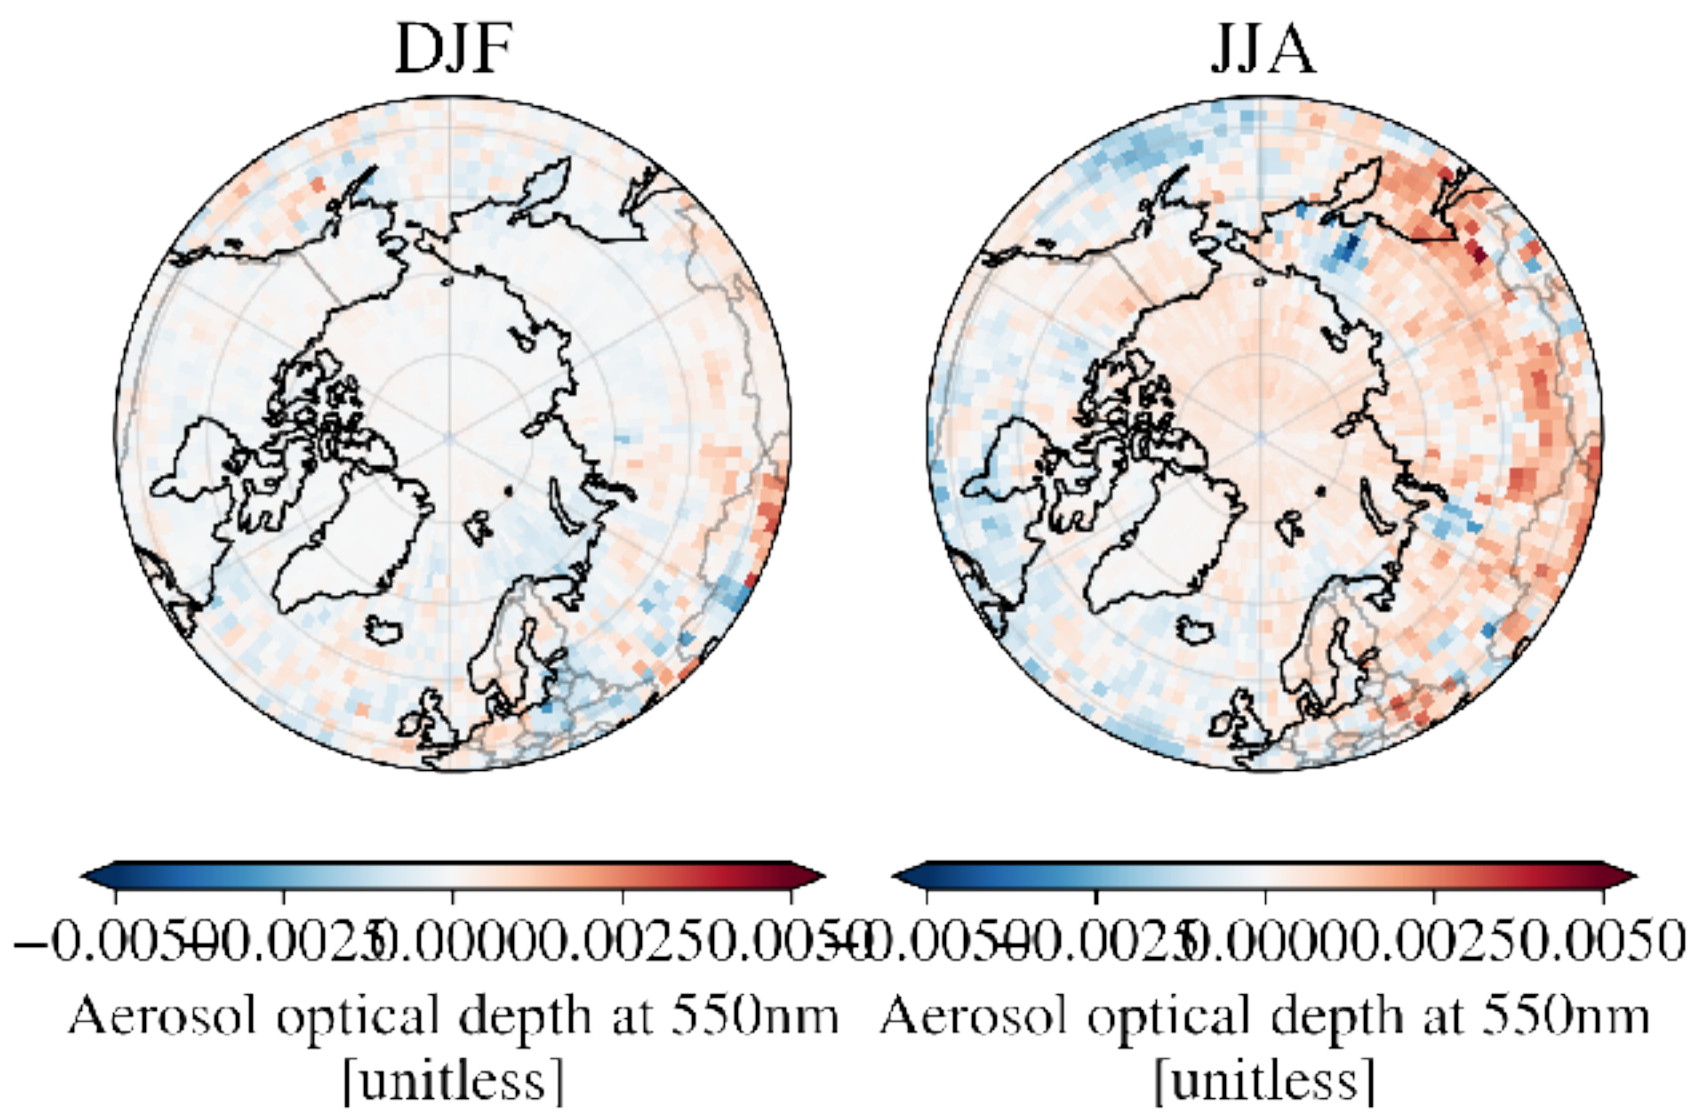 DJF JJA
−0.0050 −0.0025 0.0000 0.0025 0.0050 −0.0050 −0.0025 0.0000 0.0025 0.0050
Aerosol optical depth at 550nm Aerosol optical depth at 550nm
[unitless] [unitless]